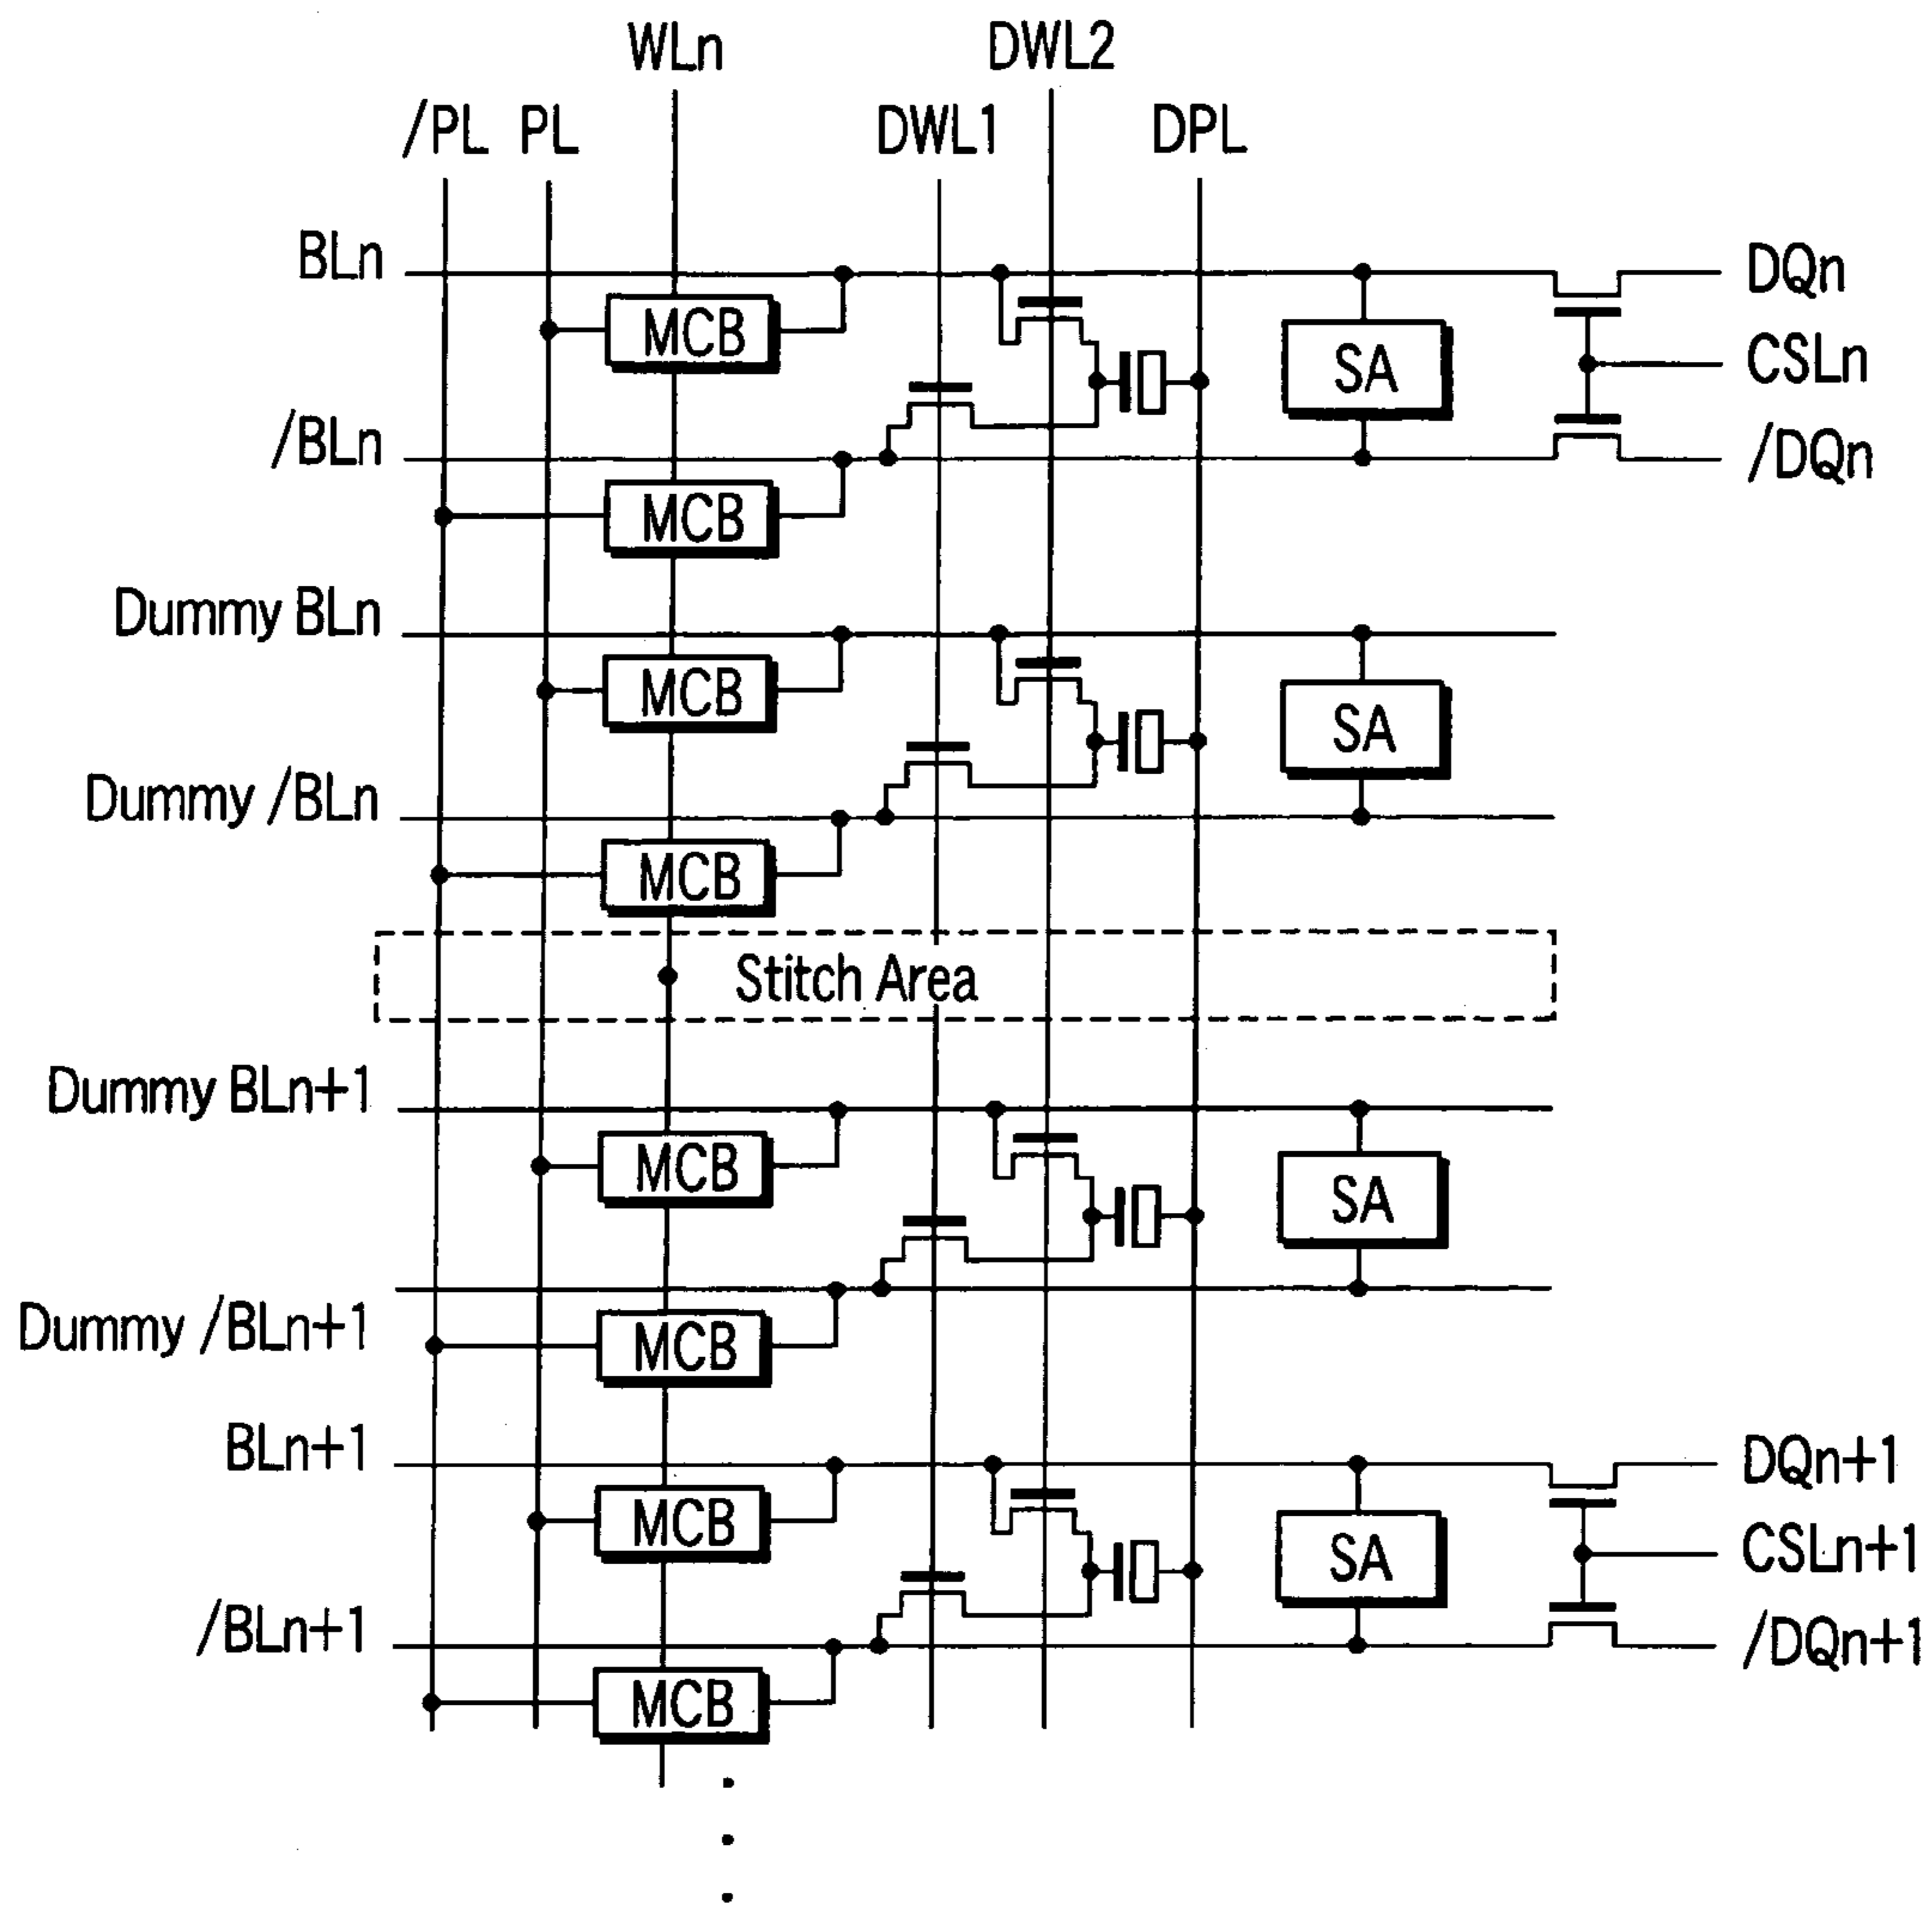 WLn
DWL2
/PL
PL
DWL1
DPL
BLn
DQn
MCB
SA
CSLn
/BLn
/DQn
MCB
Dummy BLn
MCB
SA
Dummy /BLn
MCB
Stitch Area
Dummy BLn+1
MCB
SA
Dummy /BLn+1
MCB
BLn+1
DQn+1
MCB
SA
CSLn+1
/BLn+1
/DQn+1
MCB